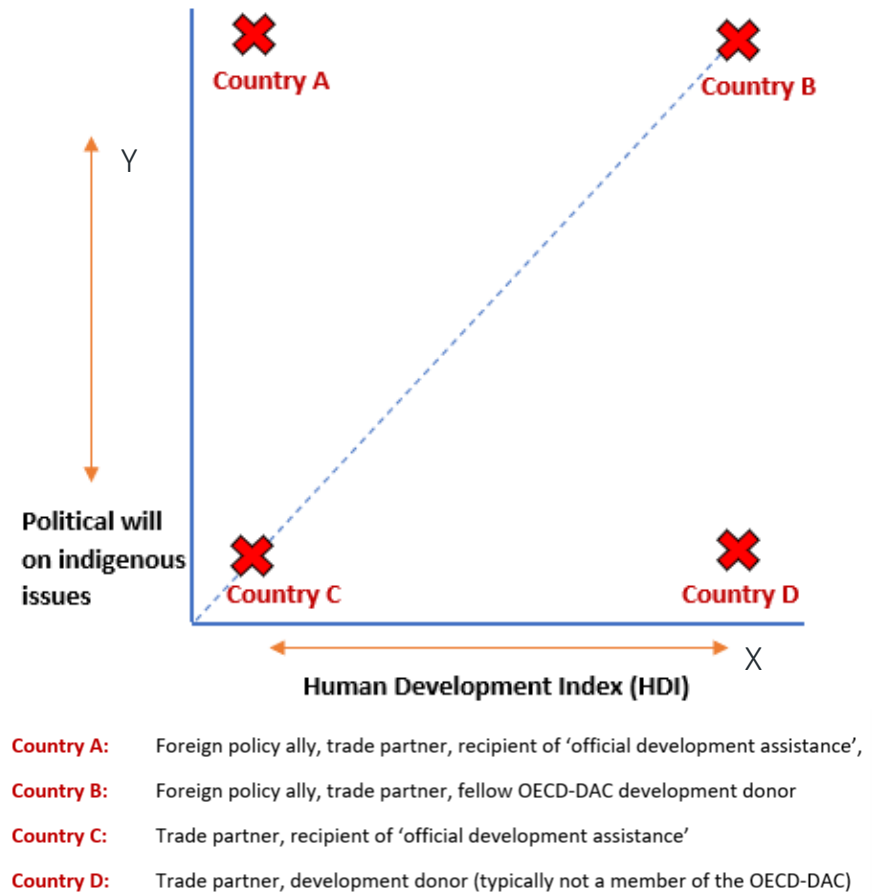 Country A
Country B
Y
Political will
on indigenous
issues
Country C
Country D
X
Human Development Index (HDI)
Country A: Foreign policy ally, trade partner, recipient of ‘official development assistance’,
Country B: Foreign policy ally, trade partner, fellow OECD-DAC development donor
Country C: Trade partner, recipient of ‘official development assistance’
Country D: Trade partner, development donor (typically not a member of the OECD-DAC)